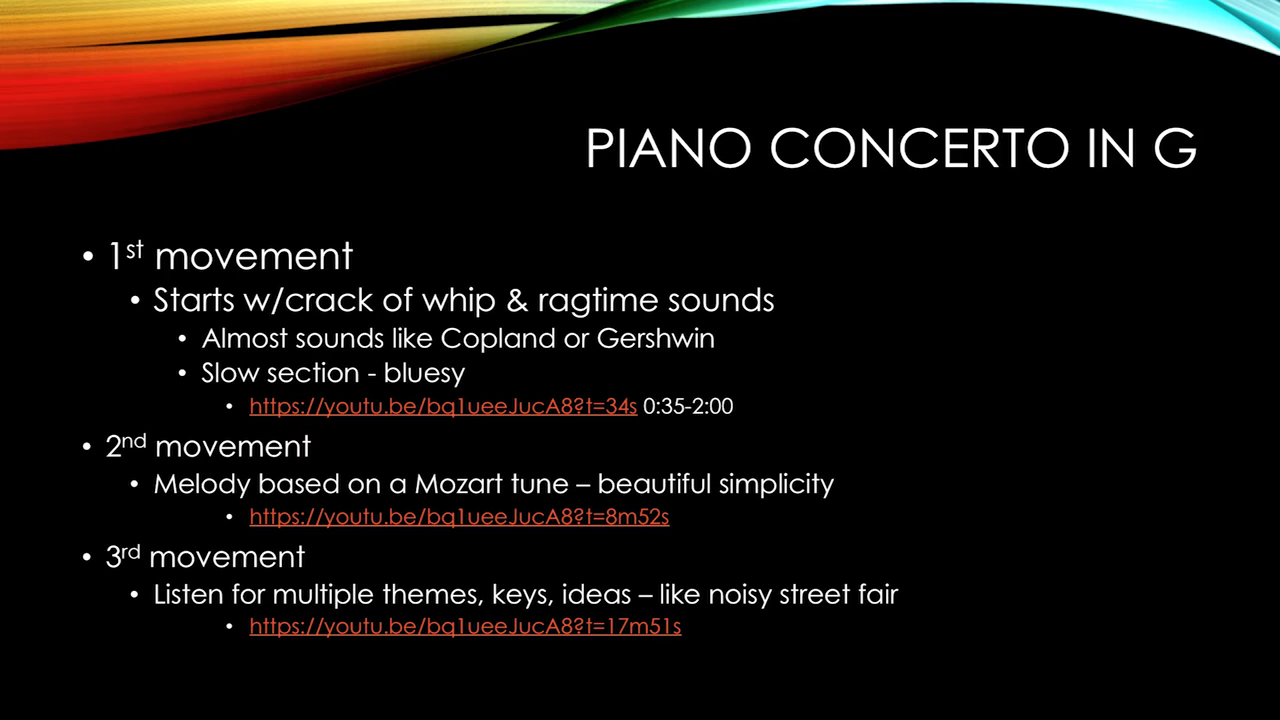 PIANO CONCERTO IN G
• 1st movement
• Starts w/crack of whip & ragtime sounds
• Almost sounds like Copland or Gershwin
• Slow section - bluesy
• https://youtu.be/bq1ueeJucA8?t=34s 0:35-2:00
• 2nd movement
• Melody based on a Mozart tune – beautiful simplicity
• https://youtu.be/bq1ueeJucA8?t=8m52s
• 3rd movement
• Listen for multiple themes, keys, ideas – like noisy street fair
• https://youtu.be/bq1ueeJucA8?t=17m51s